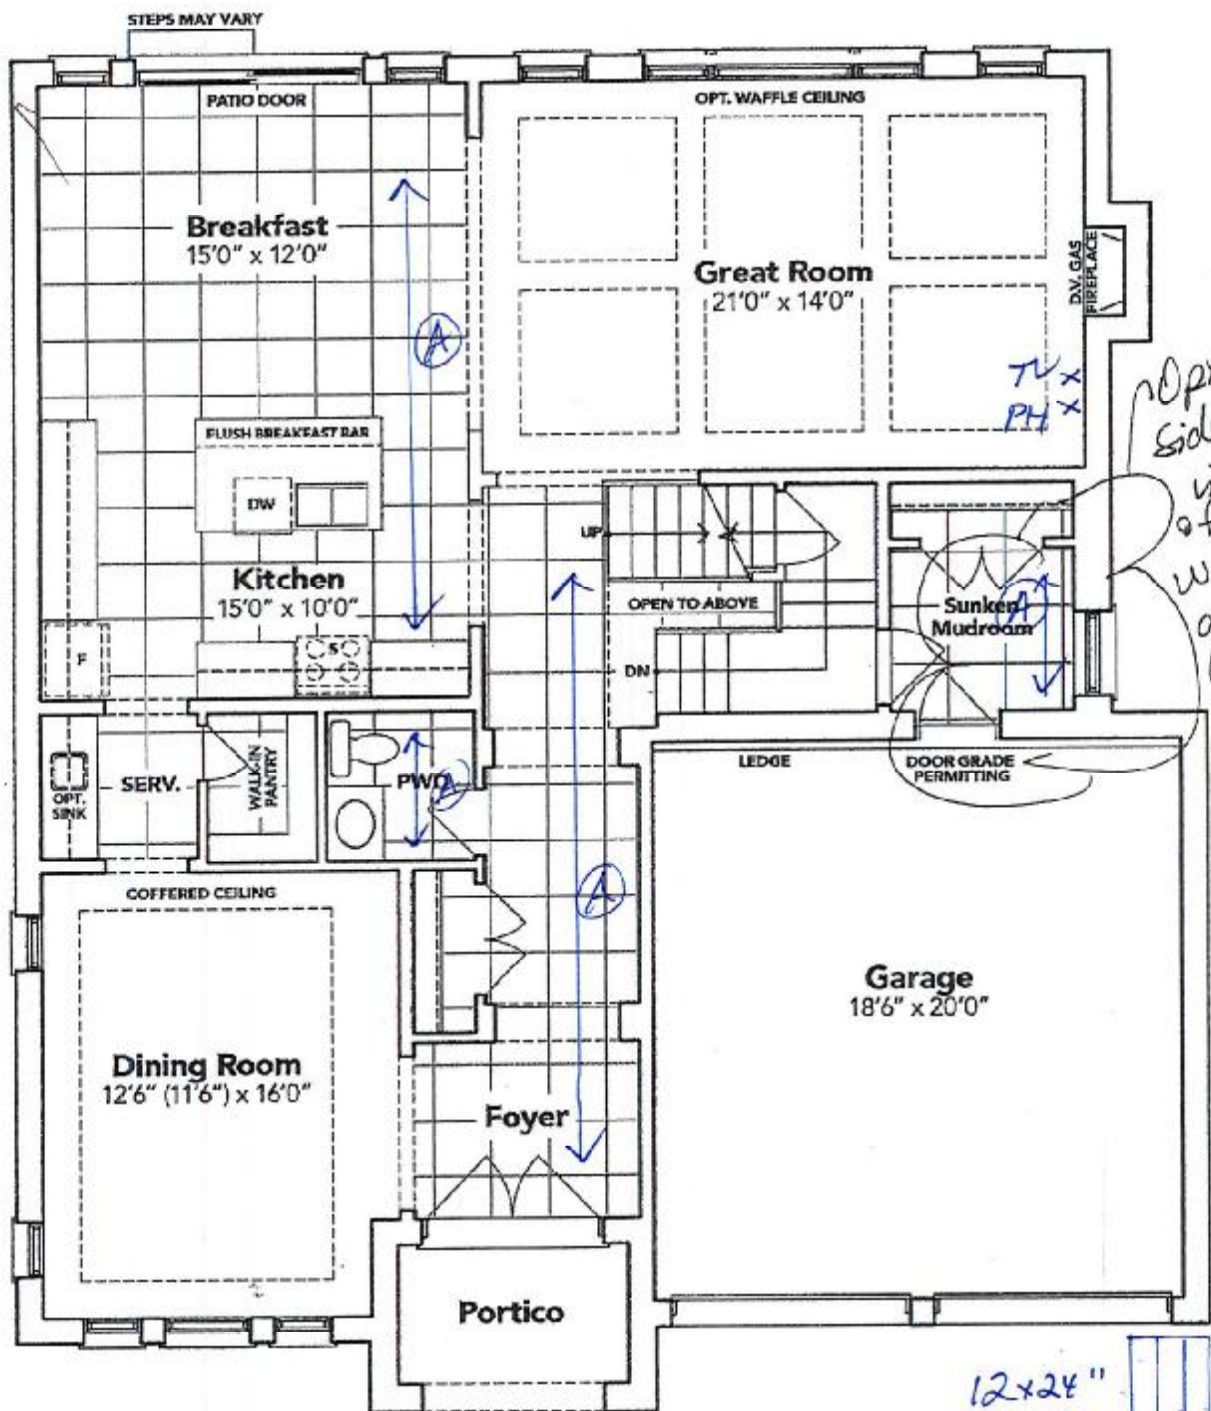 STEPS MAY VARY
PATIO DOOR
OPT. WAFFLE CEILING
Breakfast
15'0" x 12'0"
Great Room
21'0" x 14'0"
D.V. GAS
FIREPLACE
A
TV x
PH x
FLUSH BREAKFAST BAR
DW
UP
Kitchen
15'0" x 10'0"
OPEN TO ABOVE
Sunken
Mudroom
A
F
S
DN
SERV.
OPT.
SINK
WALK-IN
PANTRY
PWD
A
LEDGE
DOOR GRADE
PERMITTING
COFFERED CEILING
A
Garage
18'6" x 20'0"
Dining Room
12'6" (11'6") x 16'0"
Foyer
Portico
12x24"